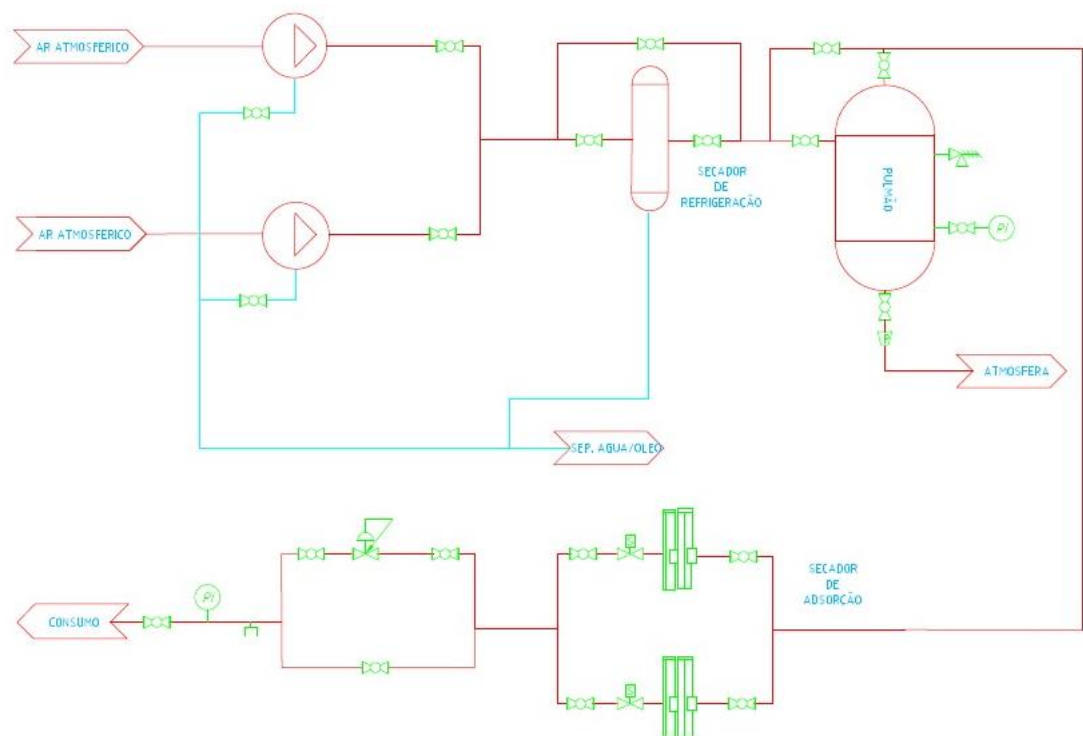 AR ATMOSFERICO
SECADOR
DE
REFRIGERAÇÃO
PULMÃO
AR ATMOSFERICO
PI
ATMOSFERA
SEP. AGUA/OLEO
S
SECADOR
DE
ADSORÇÃO
PI
CONSUMO
S